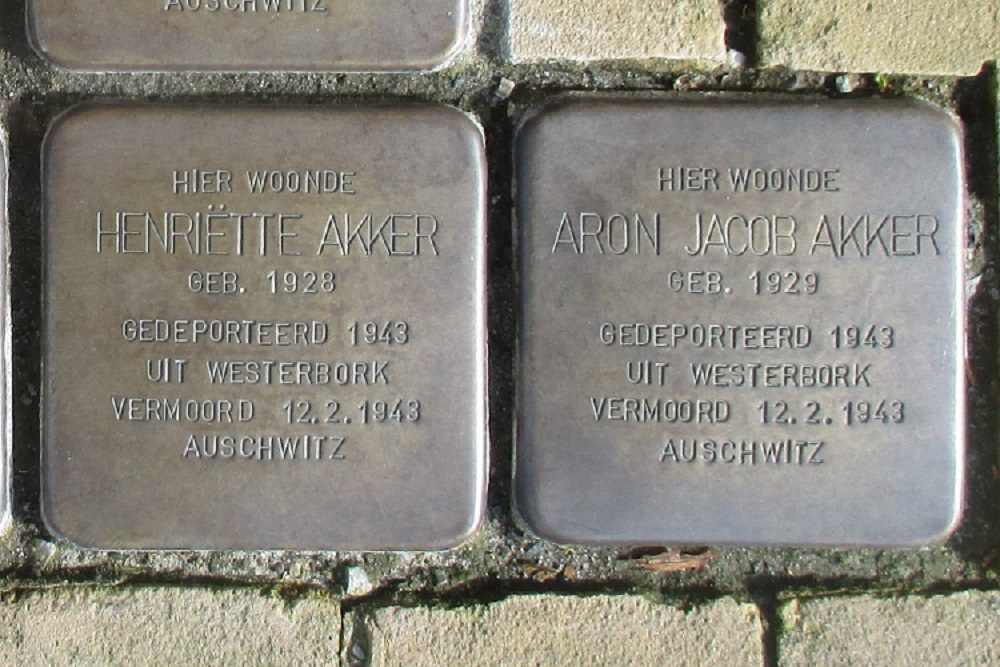 AUSCHWITZ
HIER WOONDE
HENRIËTTE AKKER
GEB. 1928
GEDEPORTEERD 1943
UIT WESTERBORK
VERMOORD 12.2.1943
AUSCHWITZ
HIER WOONDE
ARON JACOB AKKER
GEB. 1929
GEDEPORTEERD 1943
UIT WESTERBORK
VERMOORD 12.2.1943
AUSCHWITZ